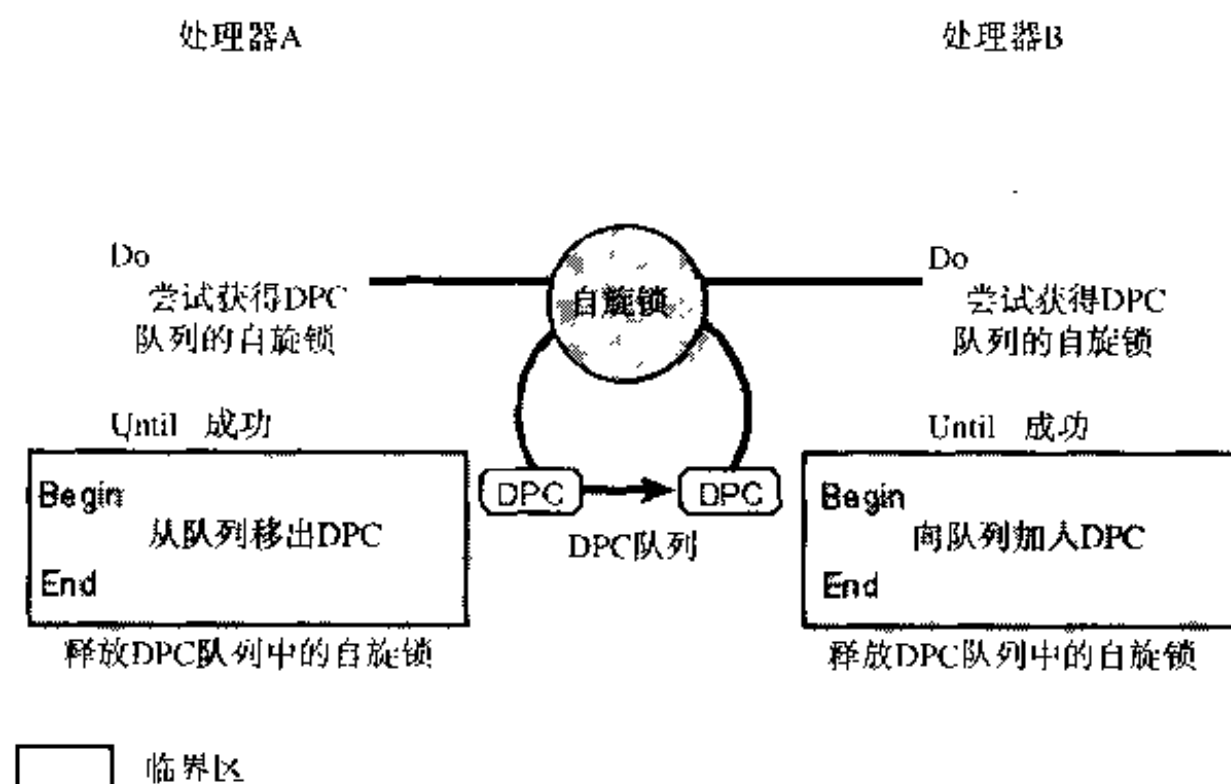 处理器A
处理器B
Do
尝试获得DPC
队列的自旋锁
Until 成功
Begin
从队列移出DPC
End
释放DPC队列中的自旋锁
自旋锁
DPC
DPC
DPC队列
Do
尝试获得DPC
队列的自旋锁
Until 成功
Begin
向队列加入DPC
End
释放DPC队列中的自旋锁
临界区